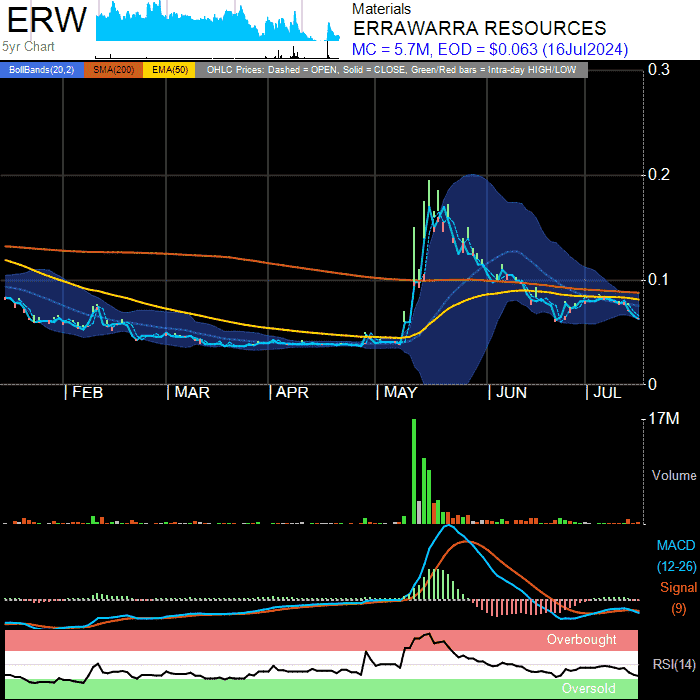 ERW
5yr Chart
Materials
ERRAWARRA RESOURCES
MC = 5.7M, EOD = $0.063 (16Jul2024)
BollBands(20,2) SMA(200) EMA(50) OHLC Prices: Dashed = OPEN, Solid = CLOSE, Green/Red bars = Intra-day HIGH/LOW
0.3
0.2
0.1
0
| FEB | MAR | APR | MAY | JUN | JUL
17M
Volume
MACD
(12-26)
Signal
(9)
Overbought
RSI(14)
Oversold